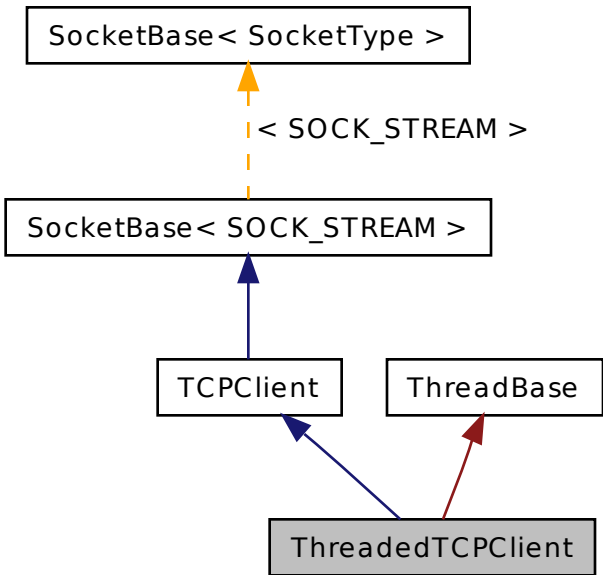 SocketBase< SocketType >
< SOCK_STREAM >
SocketBase< SOCK_STREAM >
TCPClient
ThreadBase
ThreadedTCPClient